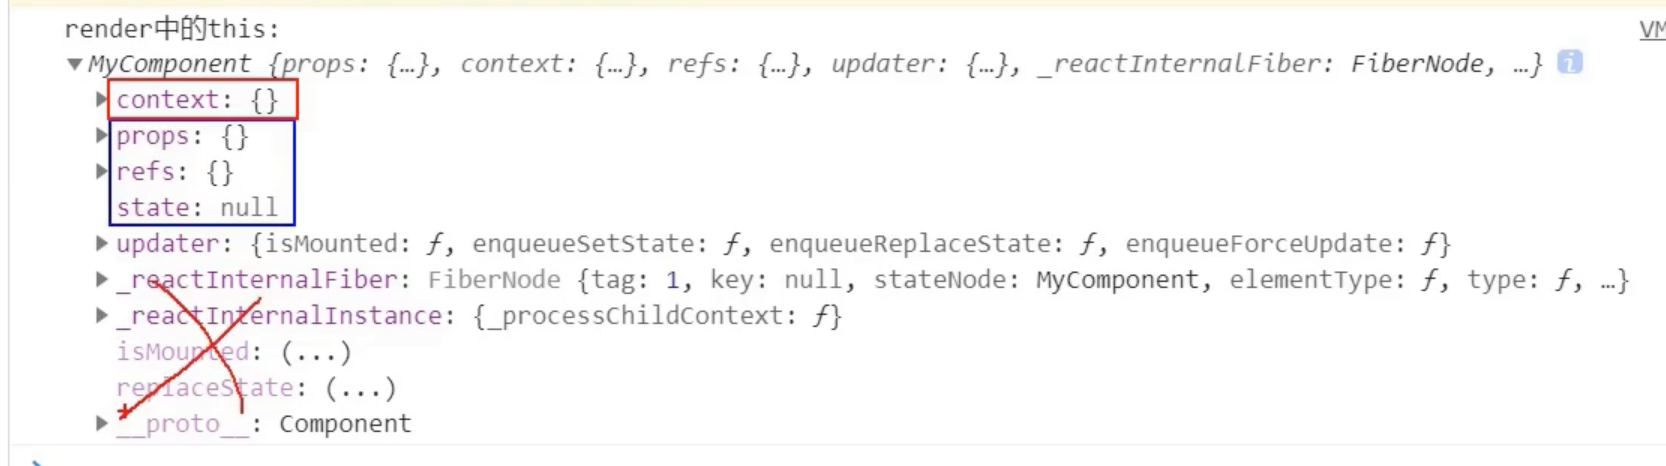 render中的this:
VM
▼MyComponent {props: {…}, context: {…}, refs: {…}, updater: {…}, _reactInternalFiber: FiberNode, …} i
▶context: {}
▶props: {}
▶refs: {}
state: null
▶updater: {isMounted: ƒ, enqueueSetState: ƒ, enqueueReplaceState: ƒ, enqueueForceUpdate: ƒ}
▶_reactInternalFiber: FiberNode {tag: 1, key: null, stateNode: MyComponent, elementType: ƒ, type: ƒ, …}
▶_reactInternalInstance: {_processChildContext: ƒ}
isMounted: (...)
replaceState: (...)
▶__proto__: Component